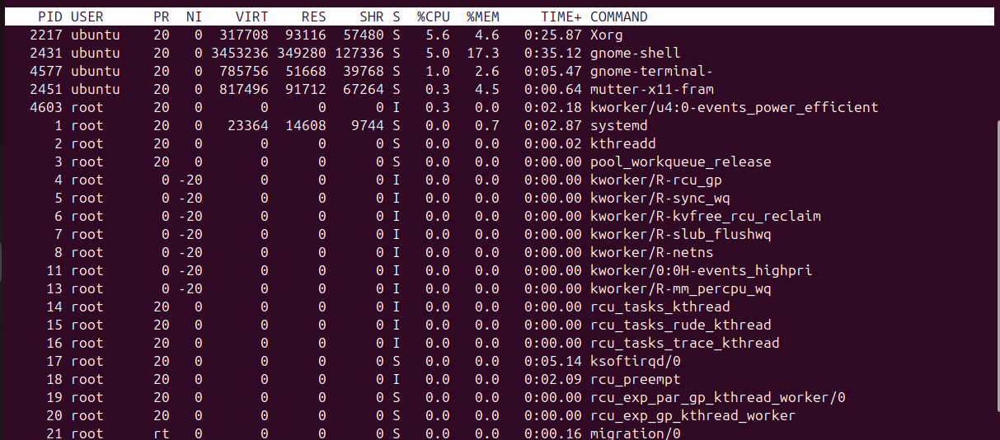 PID USER PR NI VIRT RES SHR S %CPU %MEM TIME+ COMMAND
2217 ubuntu 20 0 317708 93116 57480 S 5.6 4.6 0:25.87 Xorg
2431 ubuntu 20 0 3453236 349280 127336 S 5.0 17.3 0:35.12 gnome-shell
4577 ubuntu 20 0 785756 51668 39768 S 1.0 2.6 0:05.47 gnome-terminal-
2451 ubuntu 20 0 817496 91712 67264 S 0.3 4.5 0:00.64 mutter-x11-fram
4603 root 20 0 0 0 0 I 0.3 0.0 0:02.18 kworker/u4:0-events_power_efficient
1 root 20 0 23364 14608 9744 S 0.0 0.7 0:02.87 systemd
2 root 20 0 0 0 0 S 0.0 0.0 0:00.02 kthreadd
3 root 20 0 0 0 0 S 0.0 0.0 0:00.00 pool_workqueue_release
4 root 0 -20 0 0 0 I 0.0 0.0 0:00.00 kworker/R-rcu_gp
5 root 0 -20 0 0 0 I 0.0 0.0 0:00.00 kworker/R-sync_wq
6 root 0 -20 0 0 0 I 0.0 0.0 0:00.00 kworker/R-kvfree_rcu_reclaim
7 root 0 -20 0 0 0 I 0.0 0.0 0:00.00 kworker/R-slub_flushwq
8 root 0 -20 0 0 0 I 0.0 0.0 0:00.00 kworker/R-netns
11 root 0 -20 0 0 0 I 0.0 0.0 0:00.00 kworker/0:0H-events_highpri
13 root 0 -20 0 0 0 I 0.0 0.0 0:00.00 kworker/R-mm_percpu_wq
14 root 20 0 0 0 0 I 0.0 0.0 0:00.00 rcu_tasks_kthread
15 root 20 0 0 0 0 I 0.0 0.0 0:00.00 rcu_tasks_rude_kthread
16 root 20 0 0 0 0 I 0.0 0.0 0:00.00 rcu_tasks_trace_kthread
17 root 20 0 0 0 0 S 0.0 0.0 0:05.14 ksoftirqd/0
18 root 20 0 0 0 0 I 0.0 0.0 0:02.09 rcu_preempt
19 root 20 0 0 0 0 S 0.0 0.0 0:00.00 rcu_exp_par_gp_kthread_worker/0
20 root 20 0 0 0 0 S 0.0 0.0 0:00.00 rcu_exp_gp_kthread_worker
21 root rt 0 0 0 0 S 0.0 0.0 0:00.16 migration/0